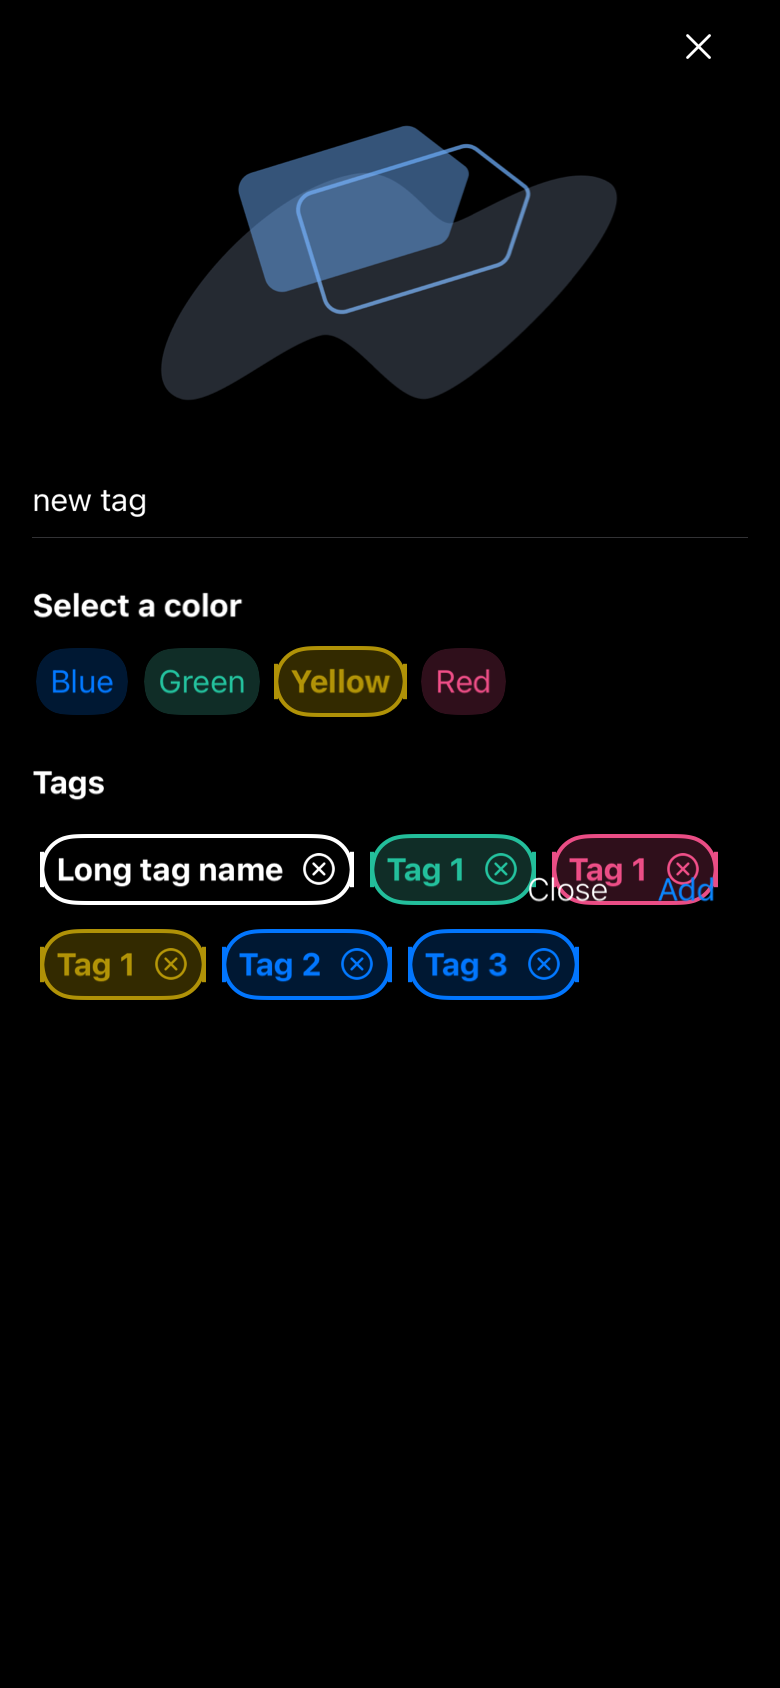 new tag
Select a color
Blue Green Yellow Red
Tags
Long tag name Tag 1 Tag 1
Close Add
Tag 1 Tag 2 Tag 3